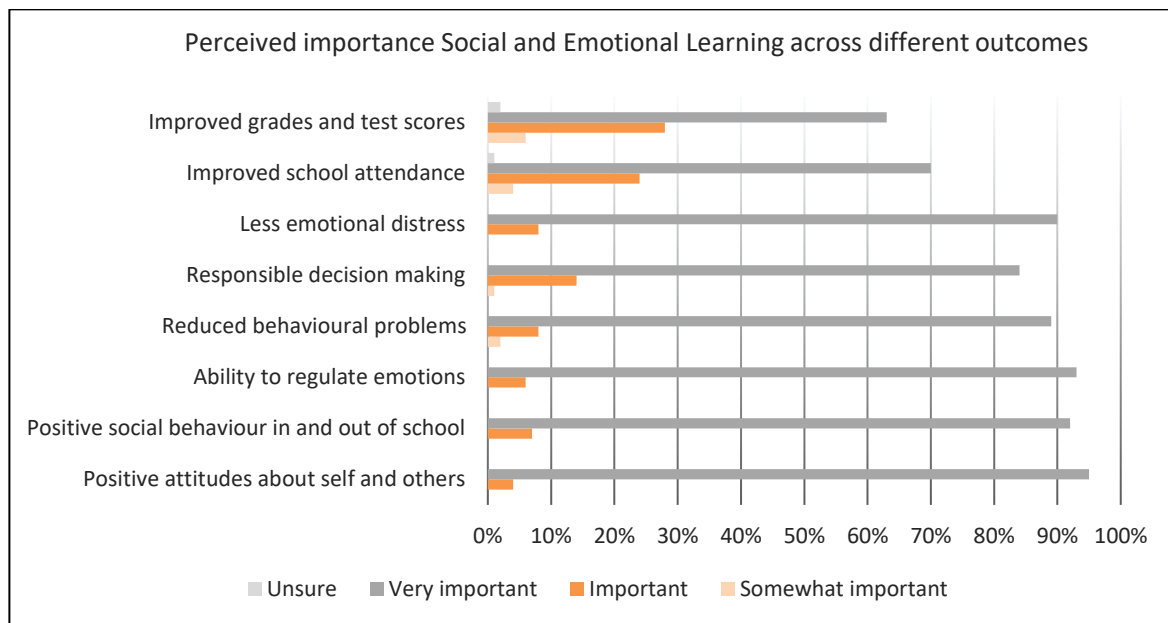 Perceived importance Social and Emotional Learning across different outcomes
Improved grades and test scores
Improved school attendance
Less emotional distress
Responsible decision making
Reduced behavioural problems
Ability to regulate emotions
Positive social behaviour in and out of school
Positive attitudes about self and others
0% 10% 20% 30% 40% 50% 60% 70% 80% 90% 100%
Unsure Very important Important Somewhat important